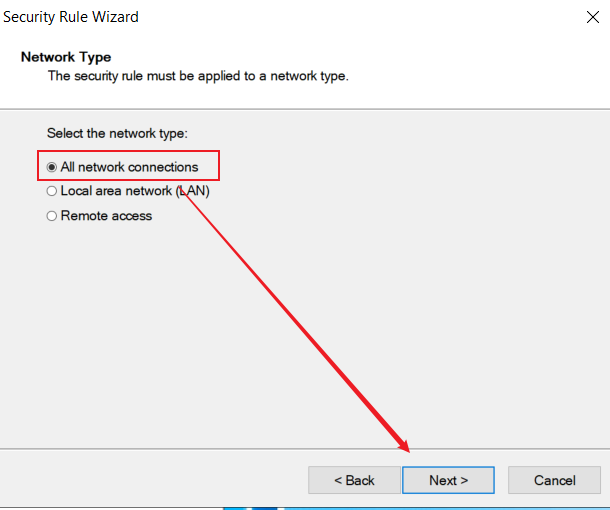 Security Rule Wizard
Network Type
The security rule must be applied to a network type.
Select the network type:
All network connections
Local area network (LAN)
Remote access
< Back
Next >
Cancel